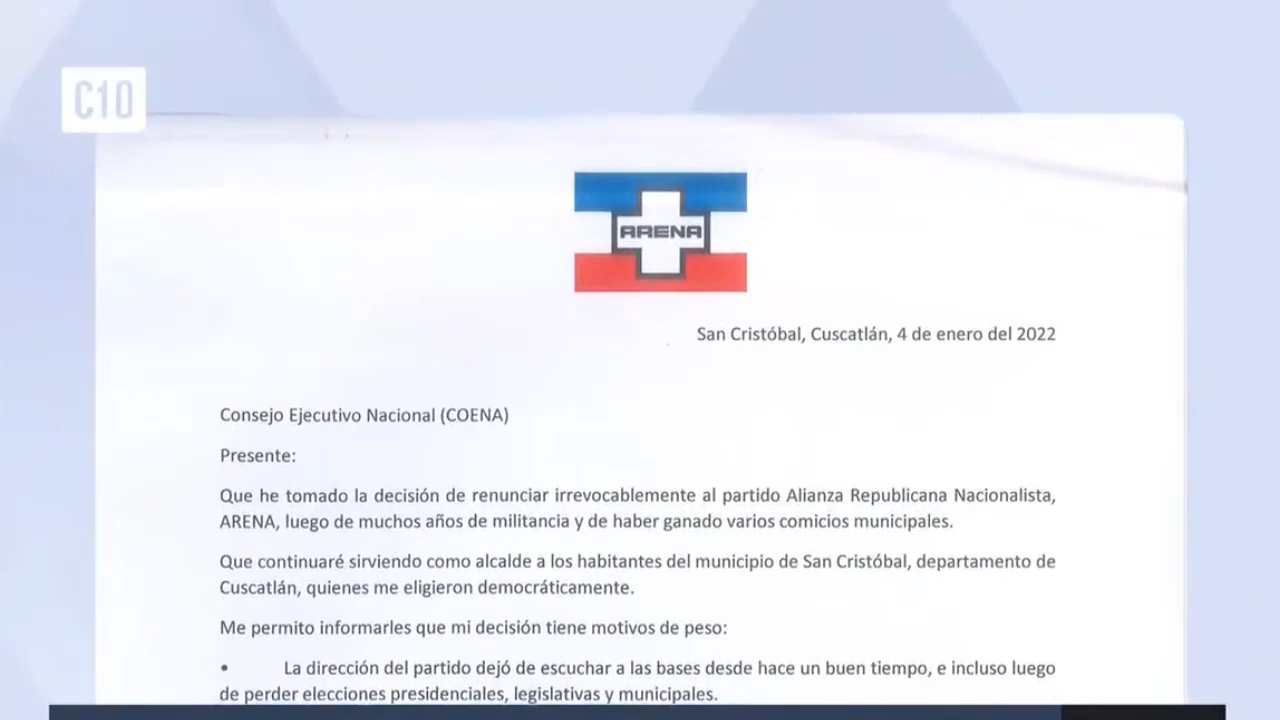 C10
ARENA
San Cristóbal, Cuscatlán, 4 de enero del 2022
Consejo Ejecutivo Nacional (COENA)
Presente:
Que he tomado la decisión de renunciar irrevocablemente al partido Alianza Republicana Nacionalista,
ARENA, luego de muchos años de militancia y de haber ganado varios comicios municipales.
Que continuaré sirviendo como alcalde a los habitantes del municipio de San Cristóbal, departamento de
Cuscatlán, quienes me eligieron democráticamente.
Me permito informarles que mi decisión tiene motivos de peso:
• La dirección del partido dejó de escuchar a las bases desde hace un buen tiempo, e incluso luego
de perder elecciones presidenciales, legislativas y municipales.